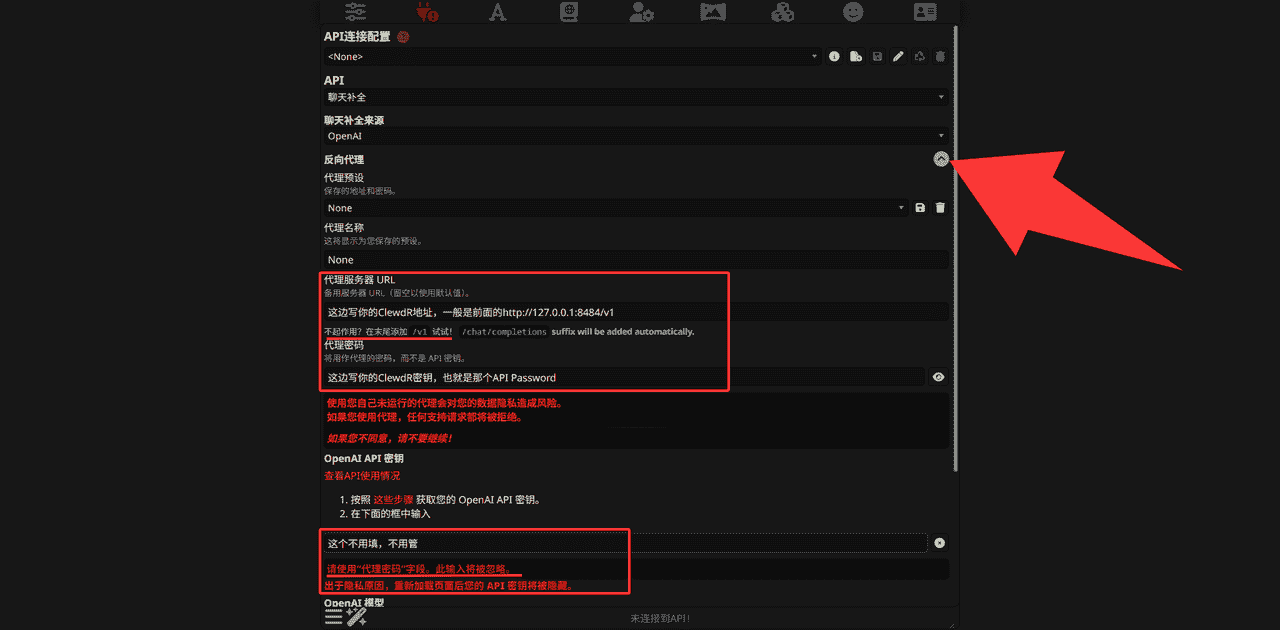 API连接配置
<None>
API
聊天补全
聊天补全来源
OpenAI
反向代理
代理预设
保存的地址和密码。
None
代理名称
这将显示为您保存的预设。
None
代理服务器 URL
备用服务器 URL（留空以使用默认值）。
这边写你的ClewdR地址，一般是前面的http://127.0.0.1:8484/v1
不起作用？在末尾添加 /v1 试试！ /chat/completions suffix will be added automatically.
代理密码
将用作代理的密码，而不是 API 密钥。
这边写你的ClewdR密钥，也就是那个API Password
使用您自己未运行的代理会对您的数据隐私造成风险。
如果您使用代理，任何支持请求都将被拒绝。
如果您不同意，请不要继续！
OpenAI API 密钥
查看API使用情况
1. 按照 这些步骤 获取您的 OpenAI API 密钥。
2. 在下面的框中输入
这个不用填，不用管
请使用“代理密码”字段。此输入将被忽略。
出于隐私原因，重新加载页面后您的 API 密钥将被隐藏。
OpenAI 模型
未连接到API!